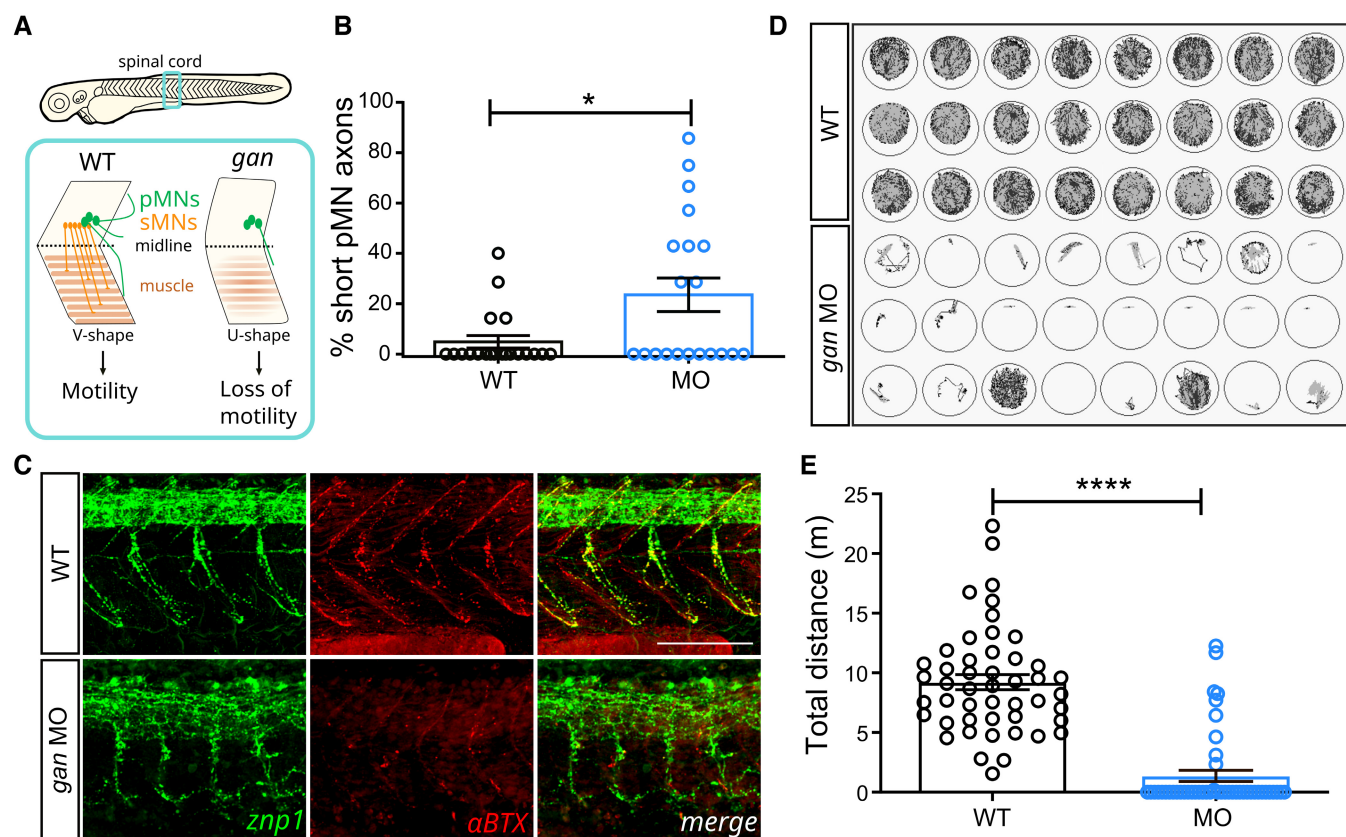 A
spinal cord
WT
gan
pMNs
sMNs
midline
muscle
V-shape
U-shape
Motility
Loss of
motility
B
% short pMN axons
100
80
60
40
20
0
*
WT
MO
C
WT
gan MO
znp1
αBTX
merge
D
WT
gan MO
E
Total distance (m)
25
20
15
10
5
0
****
WT
MO